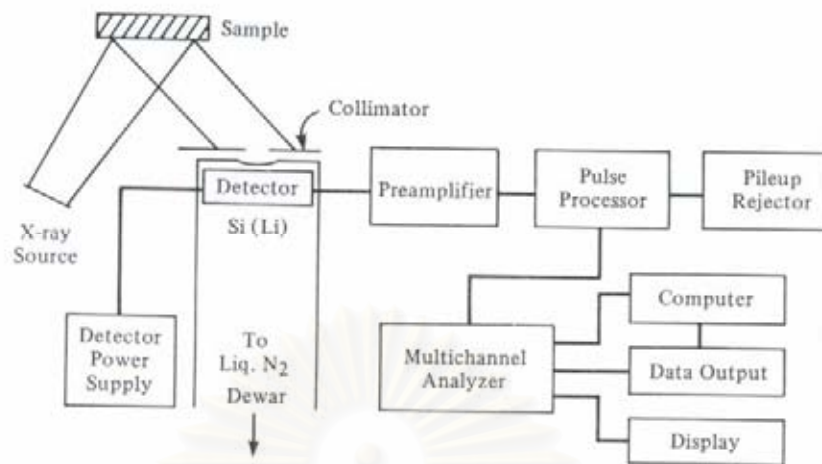 Sample
Collimator
X-ray
Source
Detector
Si (Li)
Preamplifier
Pulse
Processor
Pileup
Rejector
Detector
Power
Supply
To
Liq. N₂
Dewar
Multichannel
Analyzer
Computer
Data Output
Display